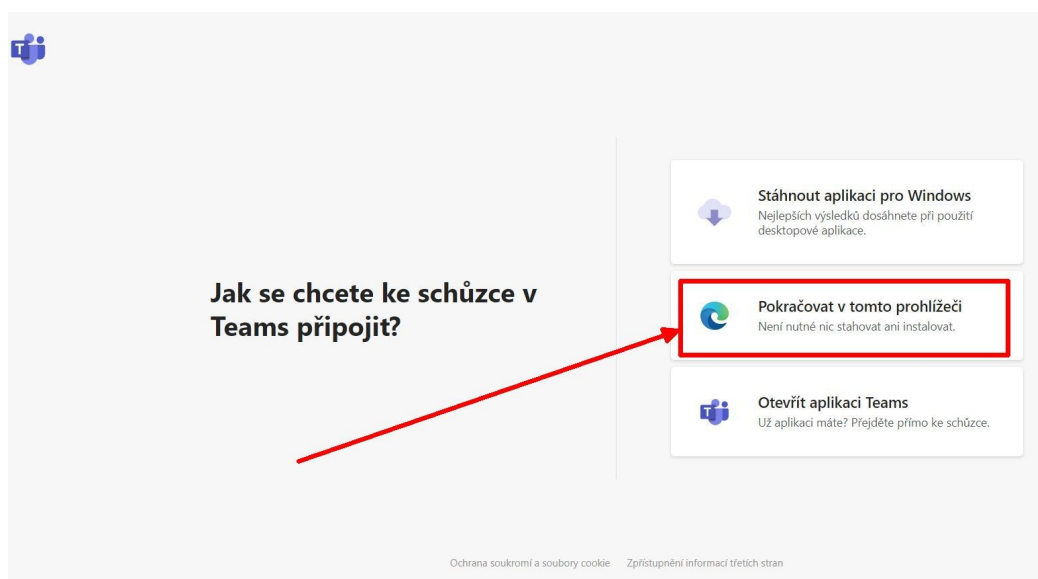 Jak se chcete ke schůzce v
Teams připojit?
Stáhnout aplikaci pro Windows
Nejlepších výsledků dosáhnete při použití
desktopové aplikace.
Pokračovat v tomto prohlížeči
Není nutné nic stahovat ani instalovat.
Otevřít aplikaci Teams
Už aplikaci máte? Přejděte přímo ke schůzce.
Ochrana soukromí a soubory cookie Zpřístupnění informací třetích stran